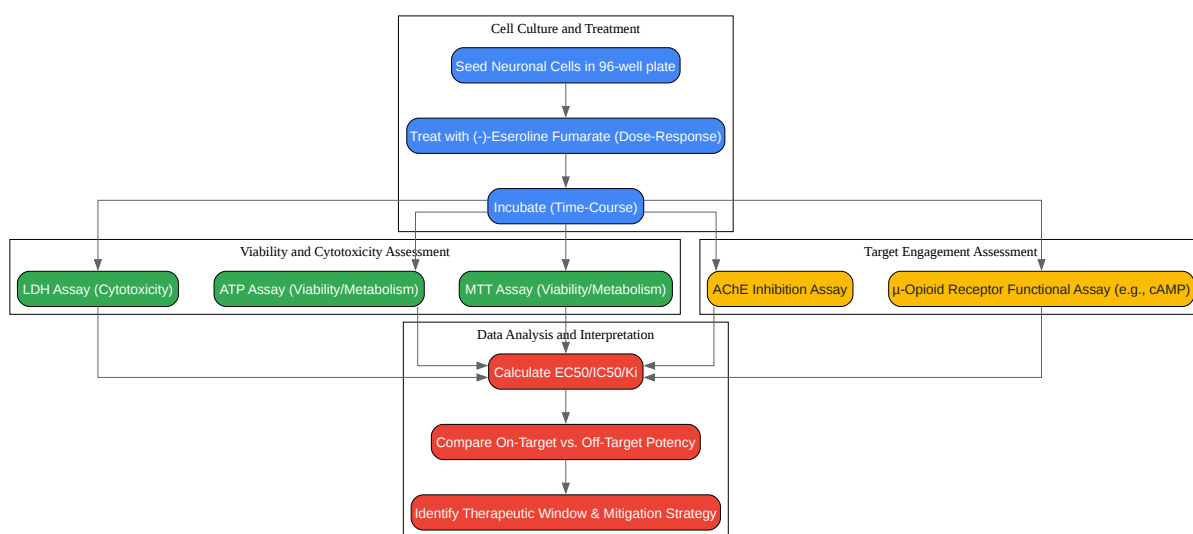 Cell Culture and Treatment
Seed Neuronal Cells in 96-well plate
Treat with (-)-Eseroline Fumarate (Dose-Response)
Incubate (Time-Course)
Viability and Cytotoxicity Assessment
LDH Assay (Cytotoxicity)
ATP Assay (Viability/Metabolism)
MTT Assay (Viability/Metabolism)
Target Engagement Assessment
AChE Inhibition Assay
μ-Opioid Receptor Functional Assay (e.g., cAMP)
Data Analysis and Interpretation
Calculate EC50/IC50/Ki
Compare On-Target vs. Off-Target Potency
Identify Therapeutic Window & Mitigation Strategy